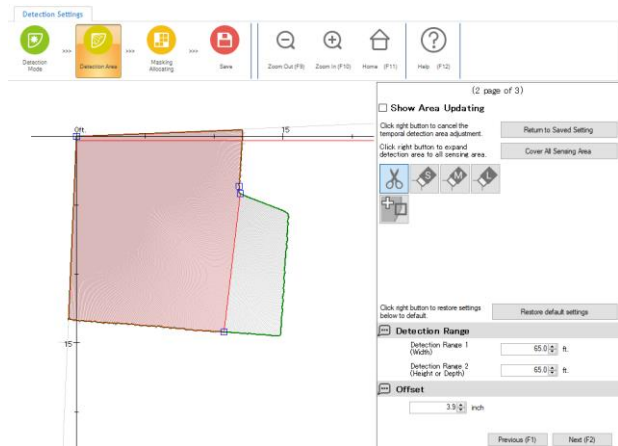 Detection Settings
Detection Mode
>>>
Detection Area
>>>
Masking Allocating
>>>
Save
Zoom Out (F9)
Zoom In (F10)
Home (F11)
Help (F12)
(2 page of 3)
Show Area Updating
Click right button to cancel the
temporal detection area adjustment.
Return to Saved Setting
Click right button to expand
detection area to all sensing area.
Cover All Sensing Area
S
M
L
0ft.
15
15
Click right button to restore settings
below to default.
Restore default settings
Detection Range
Detection Range 1
(Width)
65.0
ft.
Detection Range 2
(Height or Depth)
65.0
ft.
Offset
3.9
inch
Previous (F1)
Next (F2)